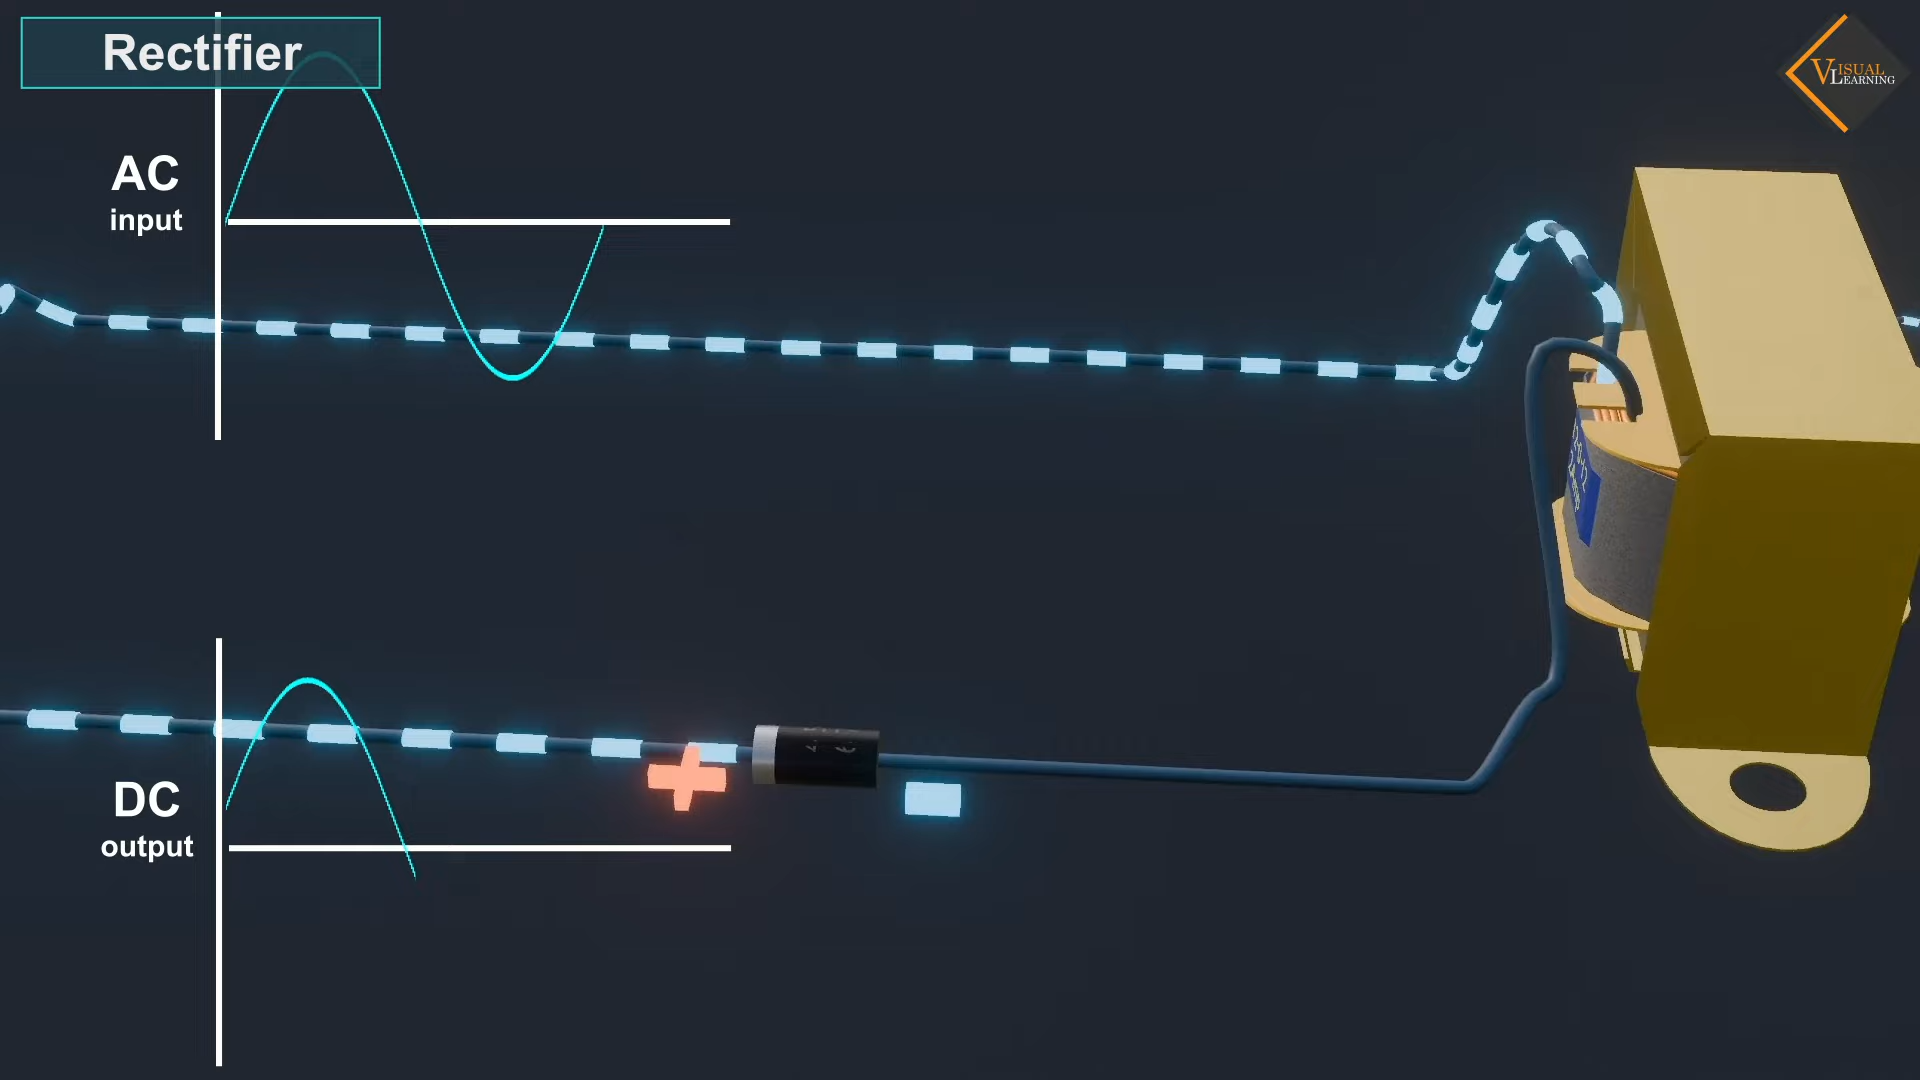 Rectifier
VISUAL
LEARNING
AC
input
DC
output